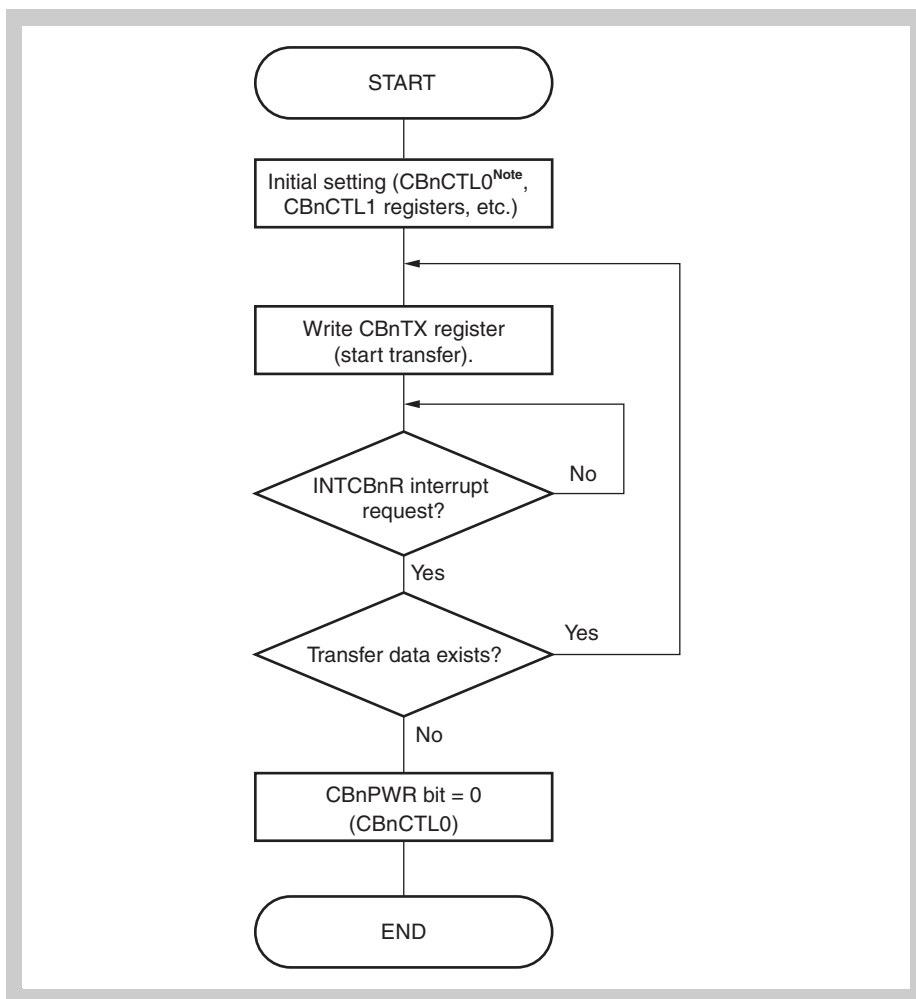 START
Initial setting (CBnCTL0Note,
CBnCTL1 registers, etc.)
Write CBnTX register
(start transfer).
INTCBnR interrupt
request?
No
Yes
Transfer data exists?
Yes
No
CBnPWR bit = 0
(CBnCTL0)
END